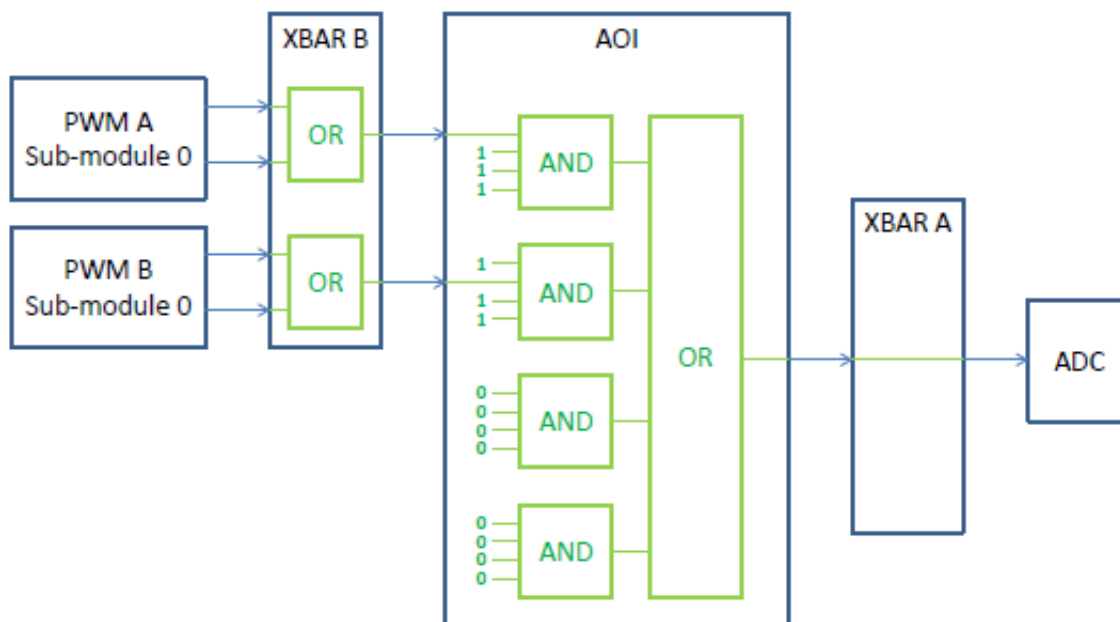 XBAR B
AOI
PWM A
Sub-module 0
OR
1
1
1
AND
XBAR A
PWM B
Sub-module 0
OR
1
1
1
AND
OR
ADC
0
0
0
0
AND
0
0
0
0
AND